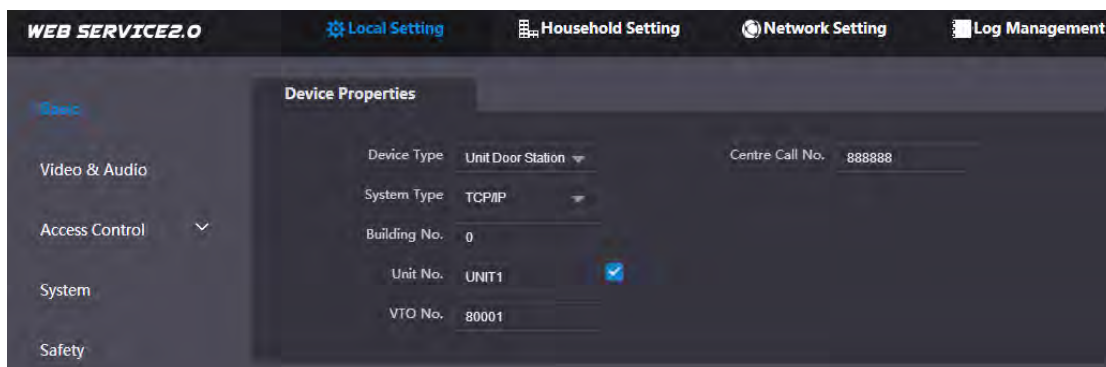 WEB SERVICE2.0 Local Setting Household Setting Network Setting Log Management
Basic
Device Properties
Video & Audio
Access Control
System
Safety
Device Type Unit Door Station Centre Call No. 888888
System Type TCP/IP
Building No. 0
Unit No. UNIT1
VTO No. 80001